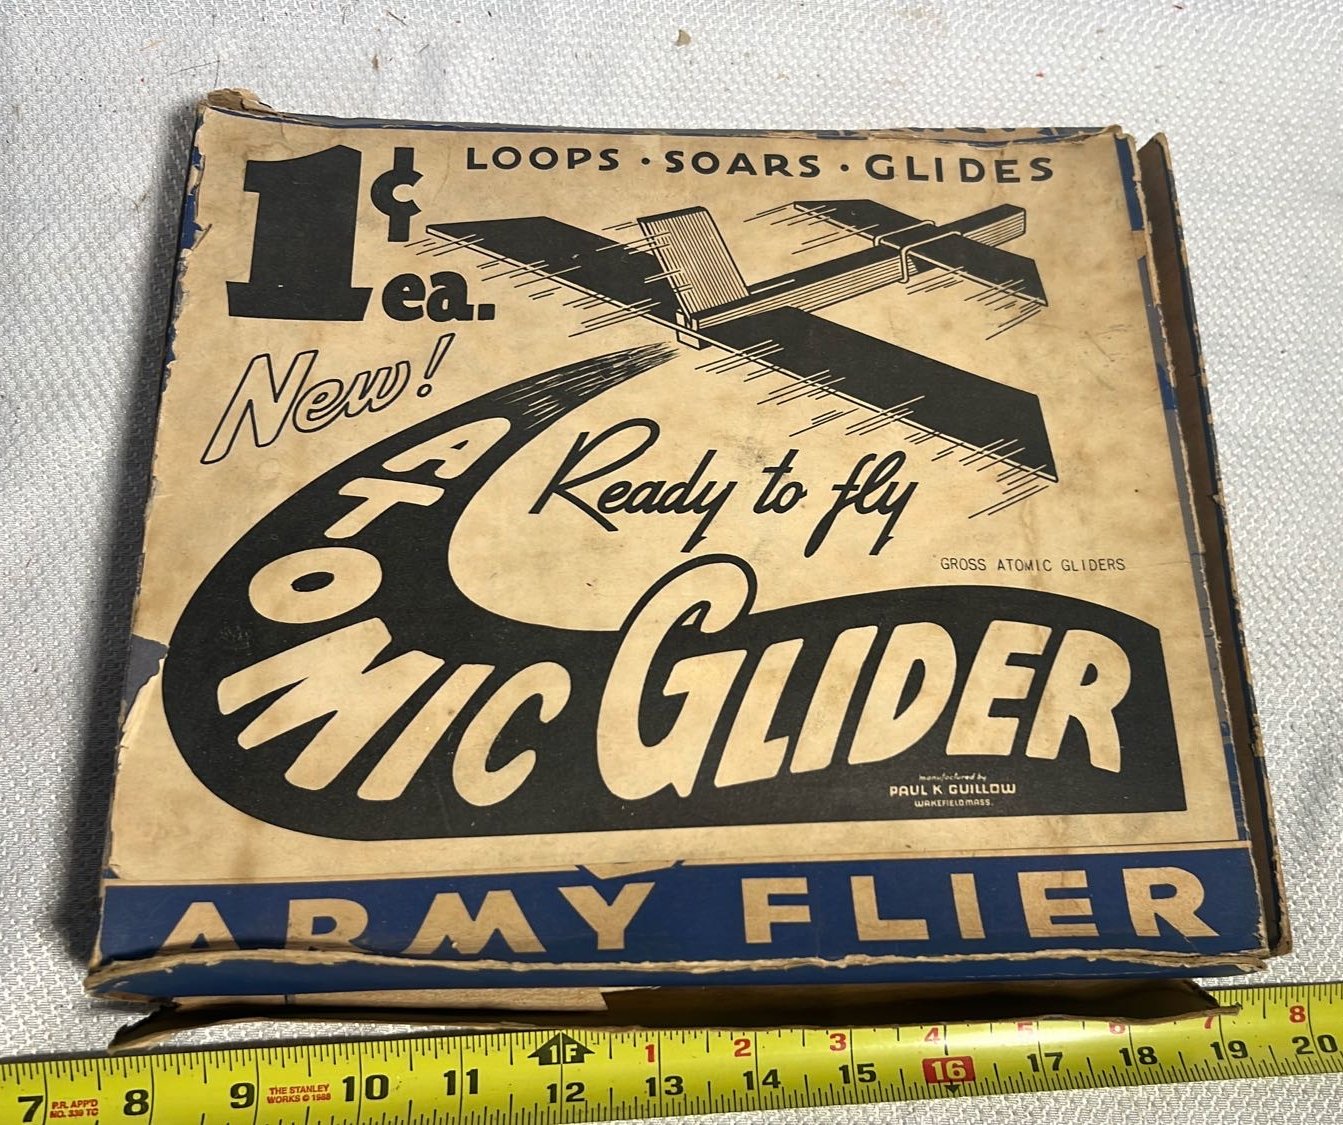 1¢ ea.
LOOPS · SOARS · GLIDES
New!
ATOMIC GLIDER
Ready to fly
GROSS ATOMIC GLIDERS
manufactured by
PAUL K GUILLOW
WAKEFIELD MASS.
ARMY FLIER
1F 1 2 3 4 5 6 7 8
7 P.R. APP'D NO. 339 TC 8 9 THE STANLEY WORKS © 1988 10 11 12 13 14 15 16 17 18 19 20